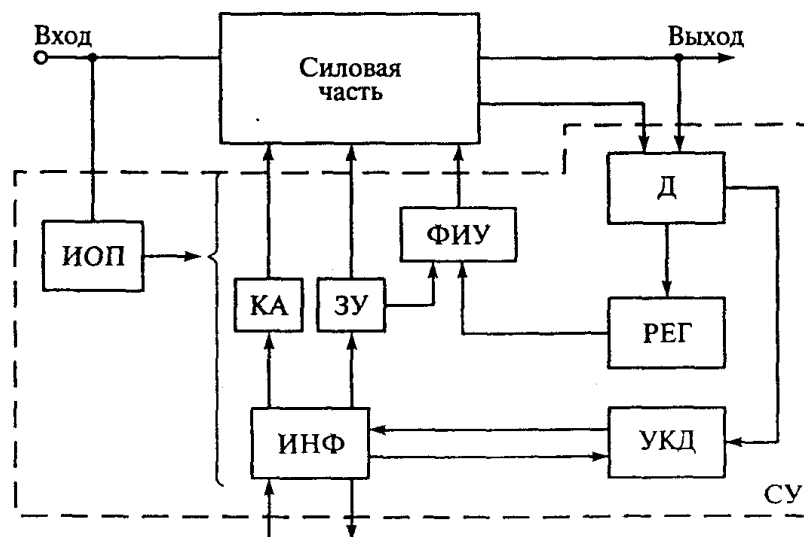 Вход
Силовая
часть
Выход
Д
ИОП
ФИУ
КА
ЗУ
РЕГ
ИНФ
УКД
СУ